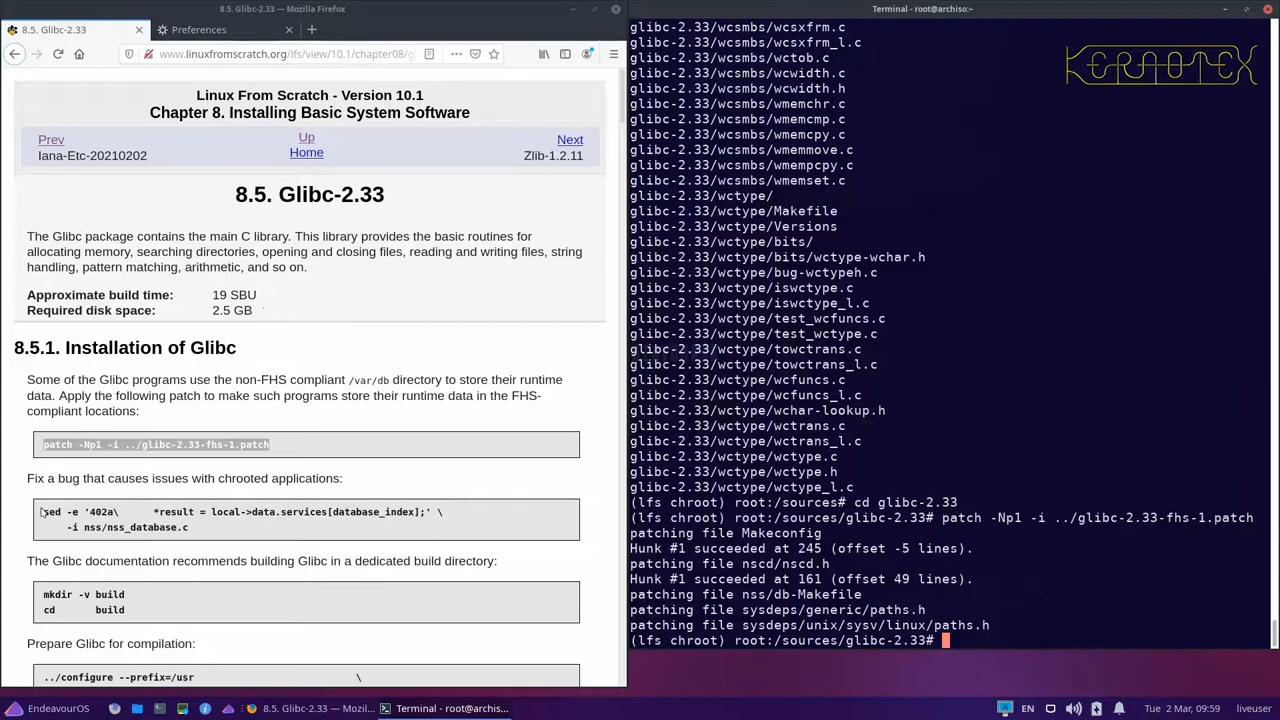 8.5. Glibc-2.33 — Mozilla Firefox
8.5. Glibc-2.33
Preferences
www.linuxfromscratch.org/lfs/view/10.1/chapter08/g
Linux From Scratch - Version 10.1
Chapter 8. Installing Basic System Software
Prev
Up
Next
Iana-Etc-20210202
Home
Zlib-1.2.11
8.5. Glibc-2.33
The Glibc package contains the main C library. This library provides the basic routines for
allocating memory, searching directories, opening and closing files, reading and writing files, string
handling, pattern matching, arithmetic, and so on.
Approximate build time: 19 SBU
Required disk space: 2.5 GB
8.5.1. Installation of Glibc
Some of the Glibc programs use the non-FHS compliant /var/db directory to store their runtime
data. Apply the following patch to make such programs store their runtime data in the FHS-
compliant locations:
patch -Np1 -i ../glibc-2.33-fhs-1.patch
Fix a bug that causes issues with chrooted applications:
sed -e '402a\     *result = local->data.services[database_index];' \
-i nss/nss_database.c
The Glibc documentation recommends building Glibc in a dedicated build directory:
mkdir -v build
cd       build
Prepare Glibc for compilation:
../configure --prefix=/usr                            \
Terminal - root@archiso:~
glibc-2.33/wcsmbs/wcsxfrm.c
glibc-2.33/wcsmbs/wcsxfrm_l.c
glibc-2.33/wcsmbs/wctob.c
glibc-2.33/wcsmbs/wcwidth.c
glibc-2.33/wcsmbs/wcwidth.h
glibc-2.33/wcsmbs/wmemchr.c
glibc-2.33/wcsmbs/wmemcmp.c
glibc-2.33/wcsmbs/wmemcpy.c
glibc-2.33/wcsmbs/wmemmove.c
glibc-2.33/wcsmbs/wmempcpy.c
glibc-2.33/wcsmbs/wmemset.c
glibc-2.33/wctype/
glibc-2.33/wctype/Makefile
glibc-2.33/wctype/Versions
glibc-2.33/wctype/bits/
glibc-2.33/wctype/bits/wctype-wchar.h
glibc-2.33/wctype/bug-wctypeh.c
glibc-2.33/wctype/iswctype.c
glibc-2.33/wctype/iswctype_l.c
glibc-2.33/wctype/test_wcfuncs.c
glibc-2.33/wctype/test_wctype.c
glibc-2.33/wctype/towctrans.c
glibc-2.33/wctype/towctrans_l.c
glibc-2.33/wctype/wcfuncs.c
glibc-2.33/wctype/wcfuncs_l.c
glibc-2.33/wctype/wchar-lookup.h
glibc-2.33/wctype/wctrans.c
glibc-2.33/wctype/wctrans_l.c
glibc-2.33/wctype/wctype.c
glibc-2.33/wctype/wctype.h
glibc-2.33/wctype/wctype_l.c
(lfs chroot) root:/sources# cd glibc-2.33
(lfs chroot) root:/sources/glibc-2.33# patch -Np1 -i ../glibc-2.33-fhs-1.patch
patching file Makeconfig
Hunk #1 succeeded at 245 (offset -5 lines).
patching file nscd/nscd.h
Hunk #1 succeeded at 161 (offset 49 lines).
patching file nss/db-Makefile
patching file sysdeps/generic/paths.h
patching file sysdeps/unix/sysv/linux/paths.h
(lfs chroot) root:/sources/glibc-2.33#
KERNOTEX
EndeavourOS
8.5. Glibc-2.33 — Mozil...
Terminal - root@archiso...
EN
Tue 2 Mar, 09:59
liveuser